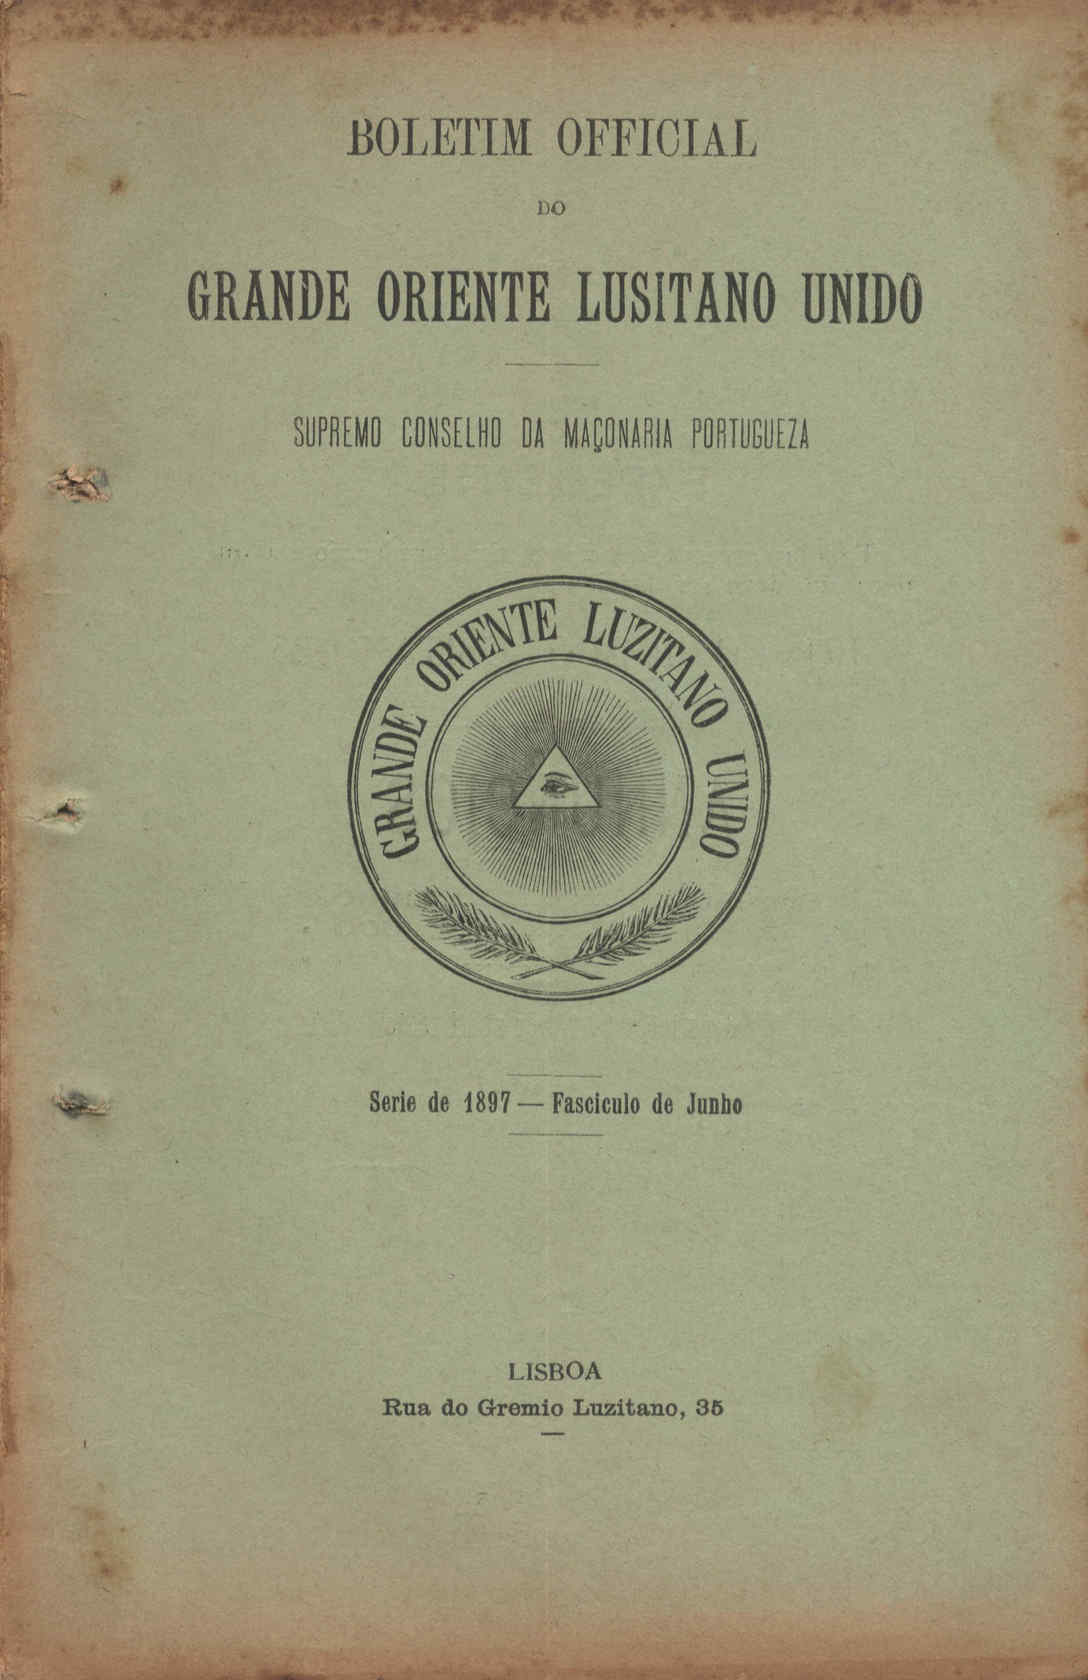 BOLETIM OFFICIAL
DO
GRANDE ORIENTE LUSITANO UNIDO
SUPREMO CONSELHO DA MAÇONARIA PORTUGUEZA
GRANDE ORIENTE LUZITANO UNIDO
Serie de 1897 — Fasciculo de Junho
LISBOA
Rua do Gremio Luzitano, 35